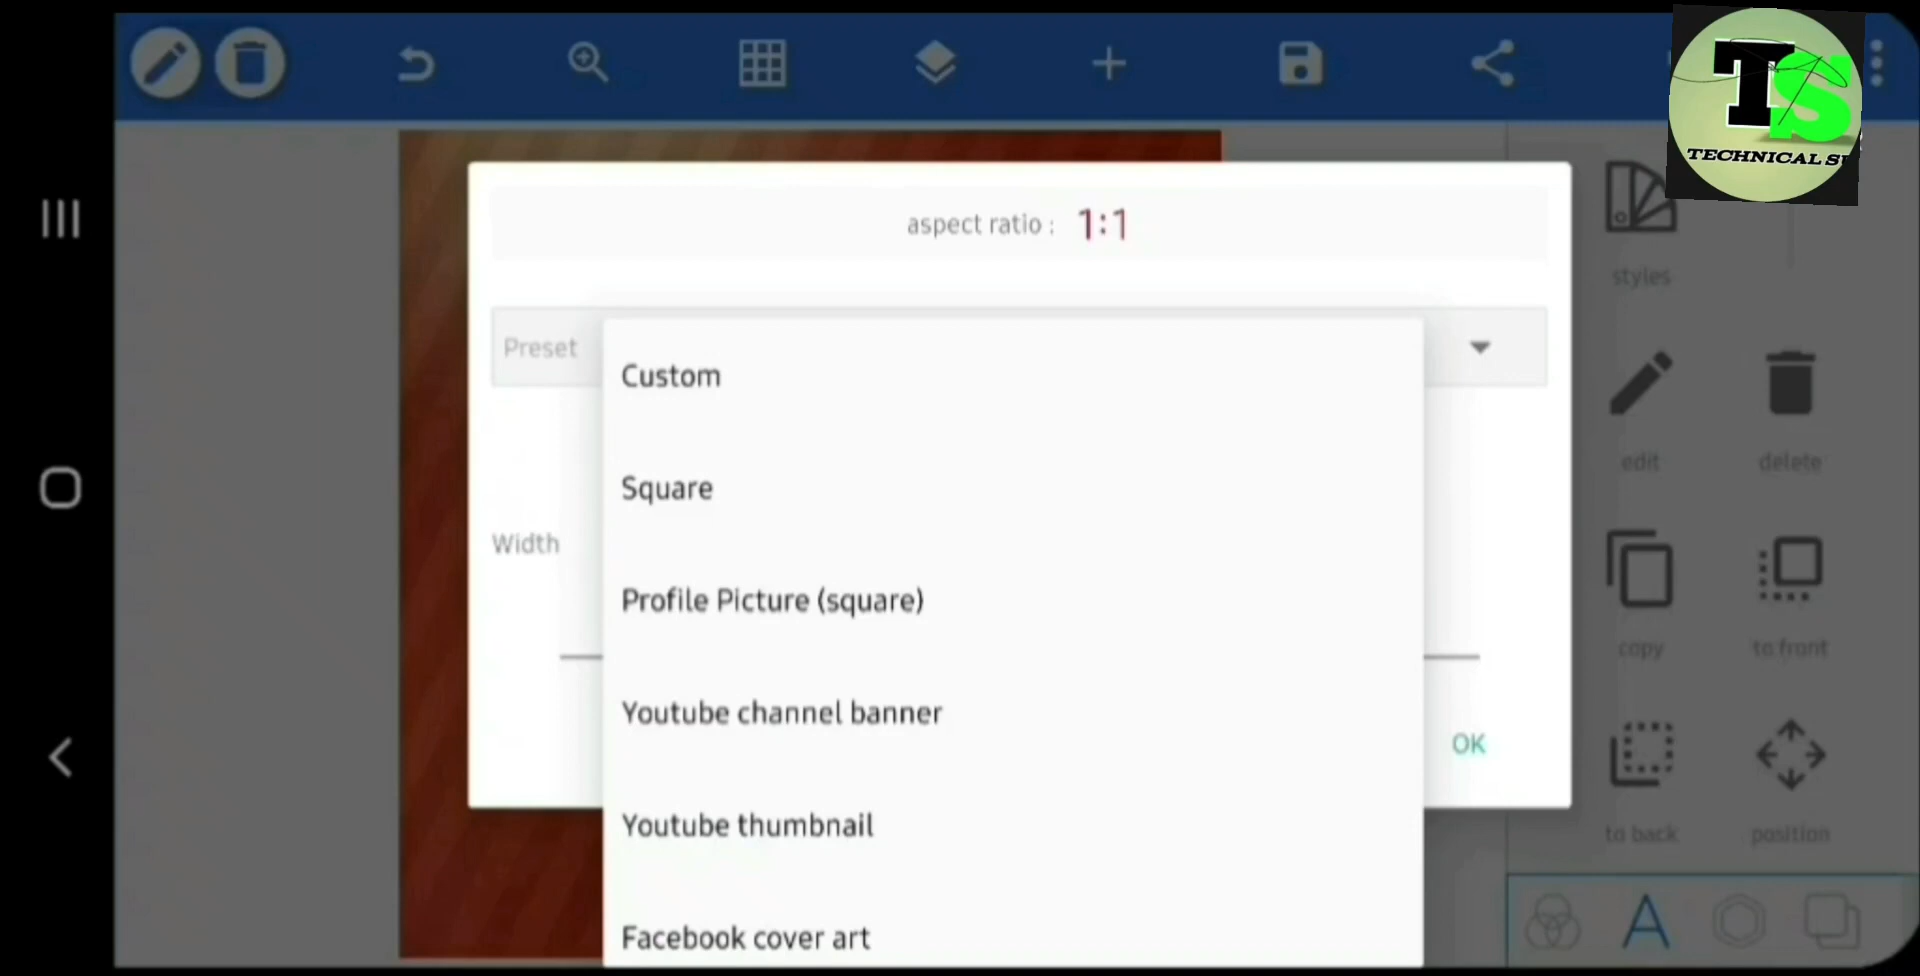 TS
TECHNICAL S
aspect ratio : 1:1
styles
Preset
Custom
edit
delete
Square
Width
Profile Picture (square)
copy
to front
Youtube channel banner
OK
Youtube thumbnail
to back
position
A
Facebook cover art